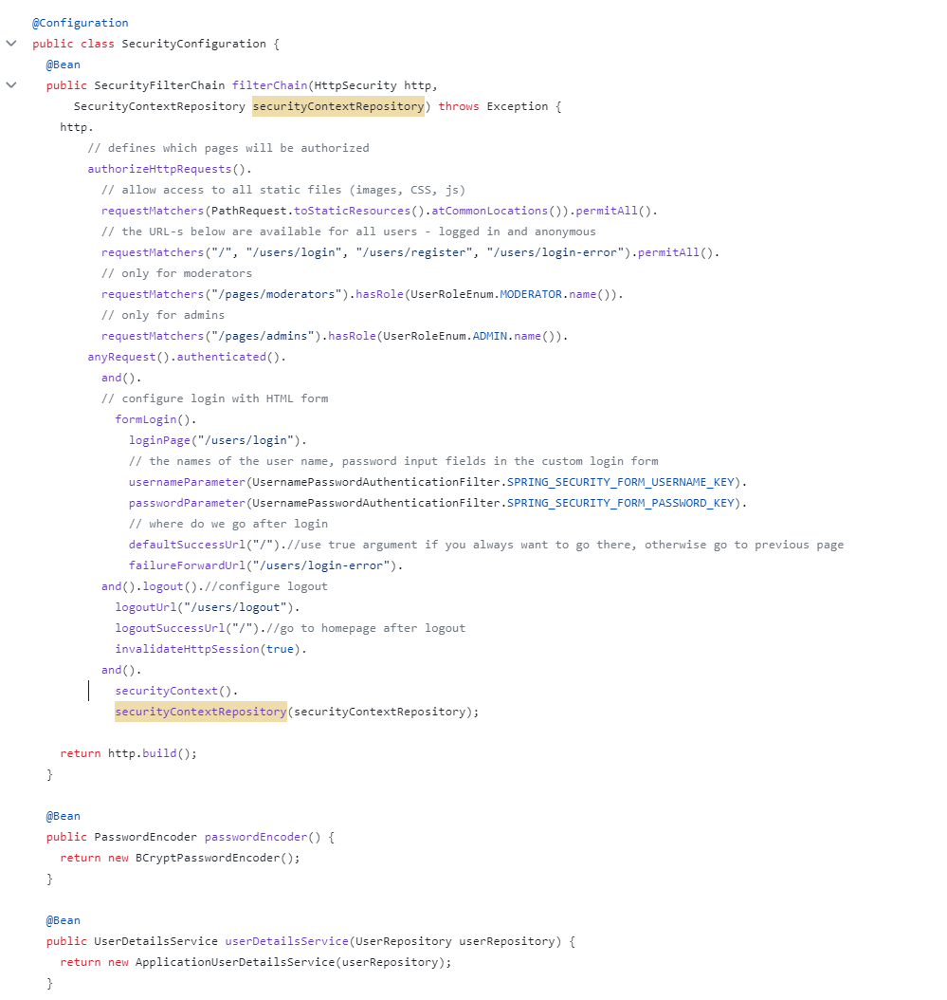 @Configuration
public class SecurityConfiguration {
  @Bean
  public SecurityFilterChain filterChain(HttpSecurity http,
      SecurityContextRepository securityContextRepository) throws Exception {
    http.
        // defines which pages will be authorized
        authorizeHttpRequests().
          // allow access to all static files (images, CSS, js)
          requestMatchers(PathRequest.toStaticResources().atCommonLocations()).permitAll().
          // the URL-s below are available for all users - logged in and anonymous
          requestMatchers("/", "/users/login", "/users/register", "/users/login-error").permitAll().
          // only for moderators
          requestMatchers("/pages/moderators").hasRole(UserRoleEnum.MODERATOR.name()).
          // only for admins
          requestMatchers("/pages/admins").hasRole(UserRoleEnum.ADMIN.name()).
        anyRequest().authenticated().
          and().
          // configure login with HTML form
            formLogin().
              loginPage("/users/login").
              // the names of the user name, password input fields in the custom login form
              usernameParameter(UsernamePasswordAuthenticationFilter.SPRING_SECURITY_FORM_USERNAME_KEY).
              passwordParameter(UsernamePasswordAuthenticationFilter.SPRING_SECURITY_FORM_PASSWORD_KEY).
              // where do we go after login
              defaultSuccessUrl("/").//use true argument if you always want to go there, otherwise go to previous page
              failureForwardUrl("/users/login-error").
          and().logout().//configure logout
            logoutUrl("/users/logout").
            logoutSuccessUrl("/").//go to homepage after logout
            invalidateHttpSession(true).
          and().
            securityContext().
            securityContextRepository(securityContextRepository);
    return http.build();
  }
  @Bean
  public PasswordEncoder passwordEncoder() {
    return new BCryptPasswordEncoder();
  }
  @Bean
  public UserDetailsService userDetailsService(UserRepository userRepository) {
    return new ApplicationUserDetailsService(userRepository);
  }